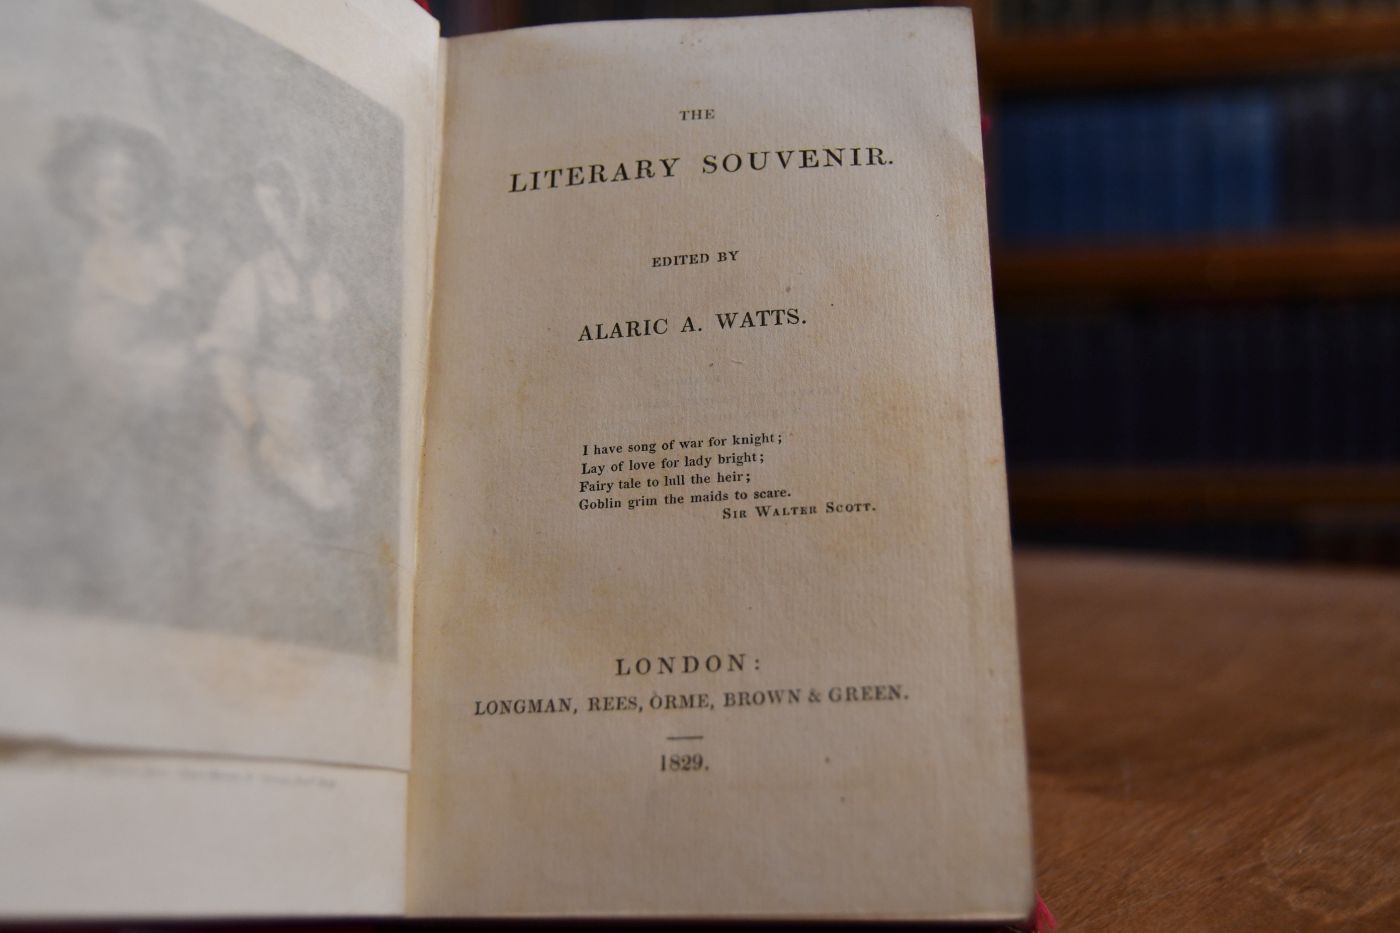 THE
LITERARY SOUVENIR.
EDITED BY
ALARIC A. WATTS.
I have song of war for knight;
Lay of love for lady bright;
Fairy tale to lull the heir;
Goblin grim the maids to scare.
SIR WALTER SCOTT.
LONDON:
LONGMAN, REES, ORME, BROWN & GREEN.
1829.